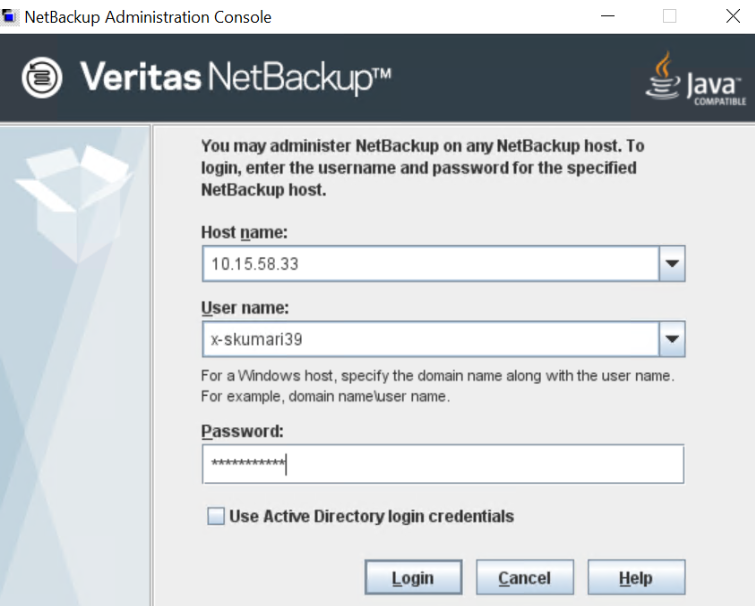 NetBackup Administration Console
Veritas NetBackup™
Java™
COMPATIBLE
You may administer NetBackup on any NetBackup host. To
login, enter the username and password for the specified
NetBackup host.
Host name:
10.15.58.33
User name:
x-skumari39
For a Windows host, specify the domain name along with the user name.
For example, domain name\user name.
Password:
***********
Use Active Directory login credentials
Login Cancel Help